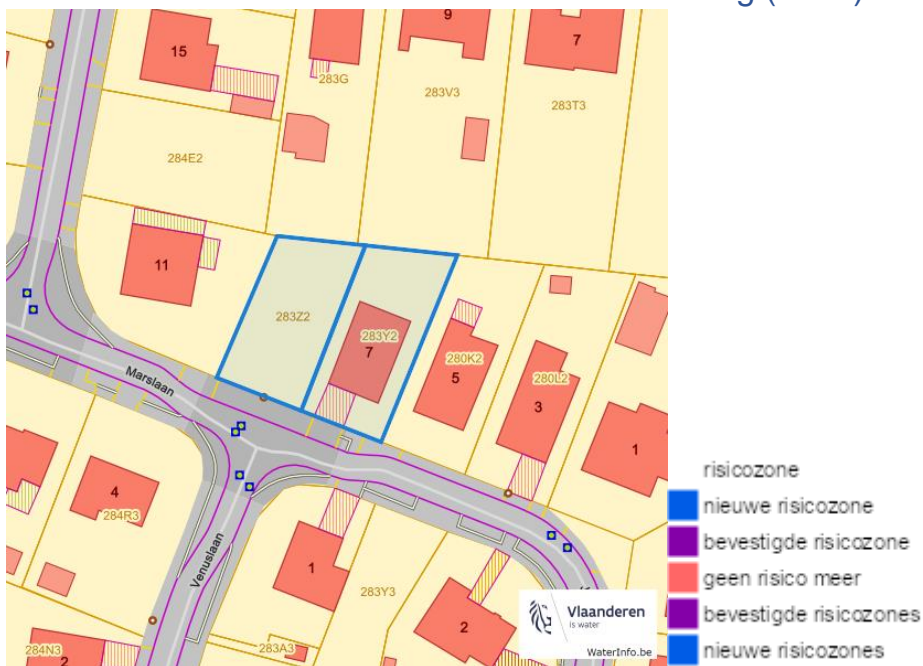 g (
)
9
15
7
283G
283V3
283T3
284E2
11
283Z2
283Y2
7
280K2
5
280L2
3
1
Marslaan
4
284R3
Venuslaan
1
283Y3
2
284N3
2
283A3
Vlaanderen
is water
WaterInfo.be
risicozone
nieuwe risicozone
bevestigde risicozone
geen risico meer
bevestigde risicozones
nieuwe risicozones